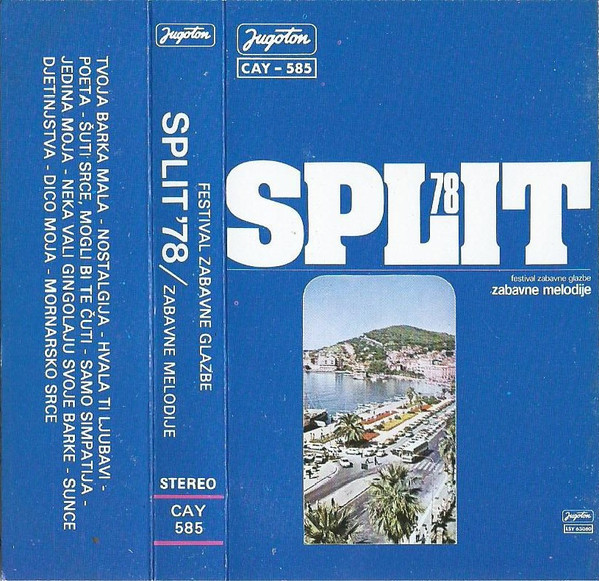 TVOJA BARKA MALA - NOSTALGIJA - HVALA TI LJUBAVI -
POETA - ŠUTI SRCE, MOGLI BI TE ČUTI - SAMO SIMPATIJA -
JEDINA MOJA - NEKA VALI GINGOLAJU SVOJE BARKE - SUNCE
DJETINJSTVA - DICO MOJA - MORNARSKO SRCE
Jugoton
FESTIVAL ZABAVNE GLAZBE
SPLIT '78/ZABAVNE MELODIJE
STEREO
CAY
585
Jugoton
CAY-585
SPLIT
78
festival zabavne glazbe
zabavne melodije
Jugoton
LSY 63080